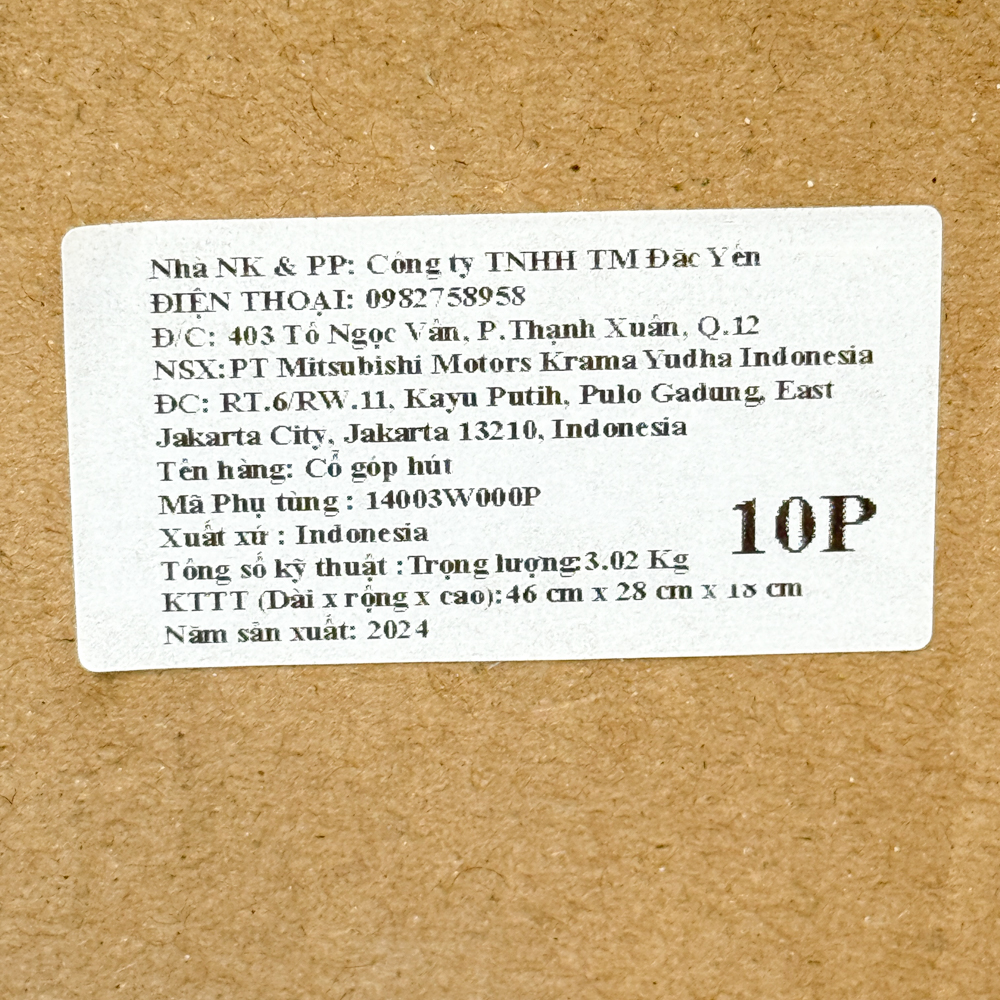 Nhà NK & PP: Công ty TNHH TM Đắc Yến
ĐIỆN THOẠI: 0982758958
Đ/C: 403 Tô Ngọc Vân, P.Thạnh Xuân, Q.12
NSX:PT Mitsubishi Motors Krama Yudha Indonesia
ĐC: RT.6/RW.11, Kayu Putih, Pulo Gadung, East
Jakarta City, Jakarta 13210, Indonesia
Tên hàng: Cổ góp hút
Mã Phụ tùng : 14003W000P
Xuất xứ : Indonesia
10P
Tông số kỹ thuật :Trọng lượng:3.02 Kg
KTTT (Dài x rộng x cao):46 cm x 28 cm x 18 cm
Năm sản xuất: 2024